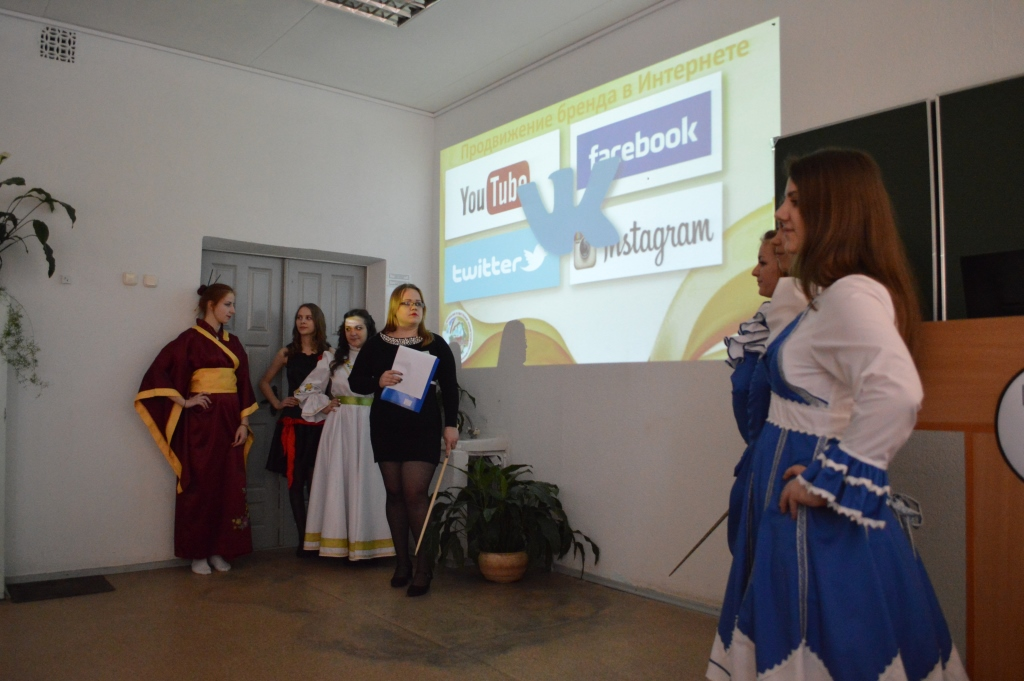 Продвижение бренда в Интернете
YouTube
facebook
twitter
Instagram